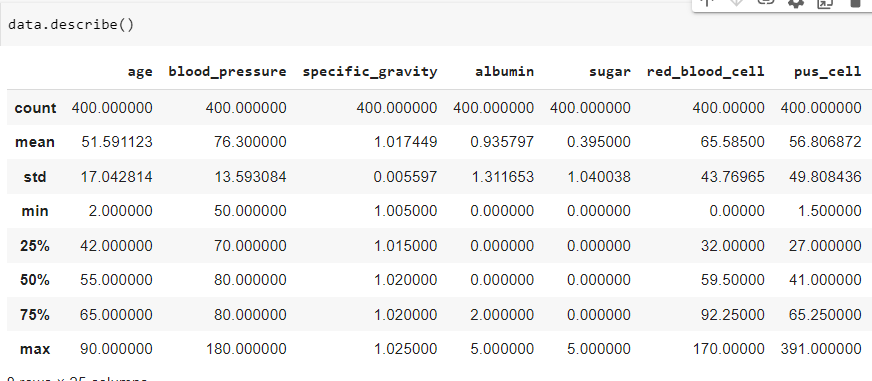 data.describe()
age blood_pressure specific_gravity albumin sugar red_blood_cell pus_cell
count 400.000000 400.000000 400.000000 400.000000 400.000000 400.00000 400.000000
mean 51.591123 76.300000 1.017449 0.935797 0.395000 65.58500 56.806872
std 17.042814 13.593084 0.005597 1.311653 1.040038 43.76965 49.808436
min 2.000000 50.000000 1.005000 0.000000 0.000000 0.00000 1.500000
25% 42.000000 70.000000 1.015000 0.000000 0.000000 32.00000 27.000000
50% 55.000000 80.000000 1.020000 0.000000 0.000000 59.50000 41.000000
75% 65.000000 80.000000 1.020000 2.000000 0.000000 92.25000 65.250000
max 90.000000 180.000000 1.025000 5.000000 5.000000 170.00000 391.000000